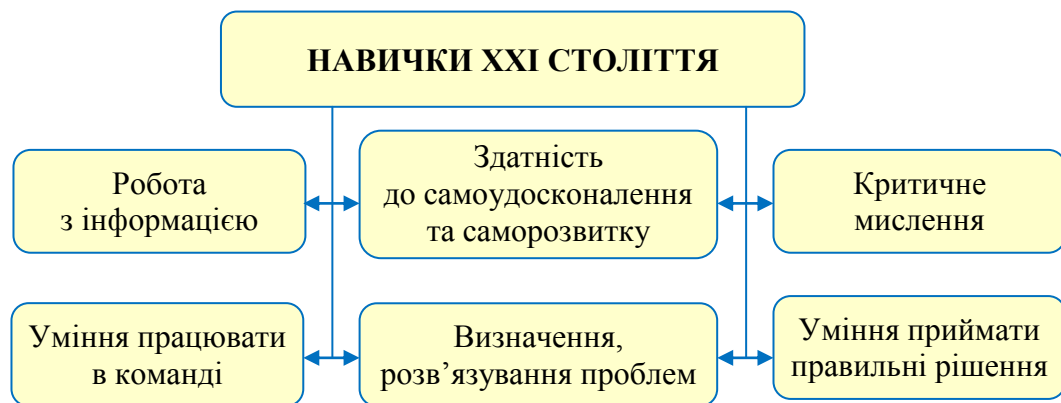 НАВИЧКИ ХХІ СТОЛІТТЯ
Робота
з інформацією
Здатність
до самоудосконалення
та саморозвитку
Критичне
мислення
Уміння працювати
в команді
Визначення,
розв’язування проблем
Уміння приймати
правильні рішення